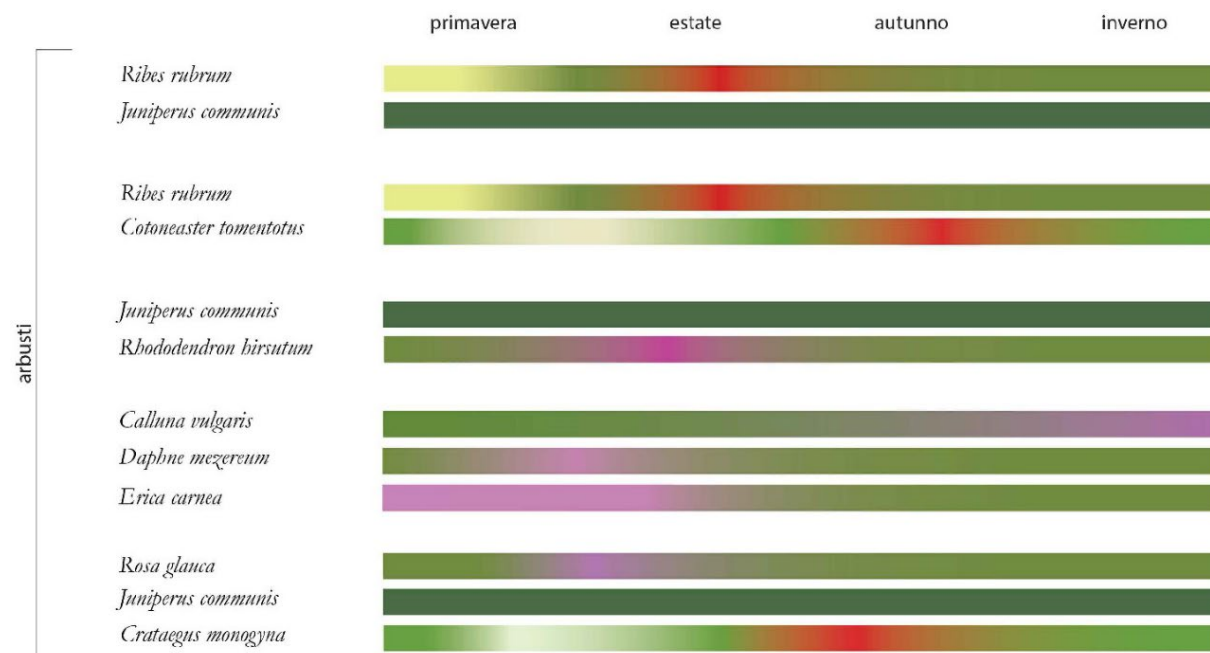 primavera estate autunno inverno
arbusti
Ribes rubrum
Juniperus communis
Ribes rubrum
Cotoneaster tomentotus
Juniperus communis
Rhododendron hirsutum
Calluna vulgaris
Daphne mezereum
Erica carnea
Rosa glauca
Juniperus communis
Crataegus monogyna